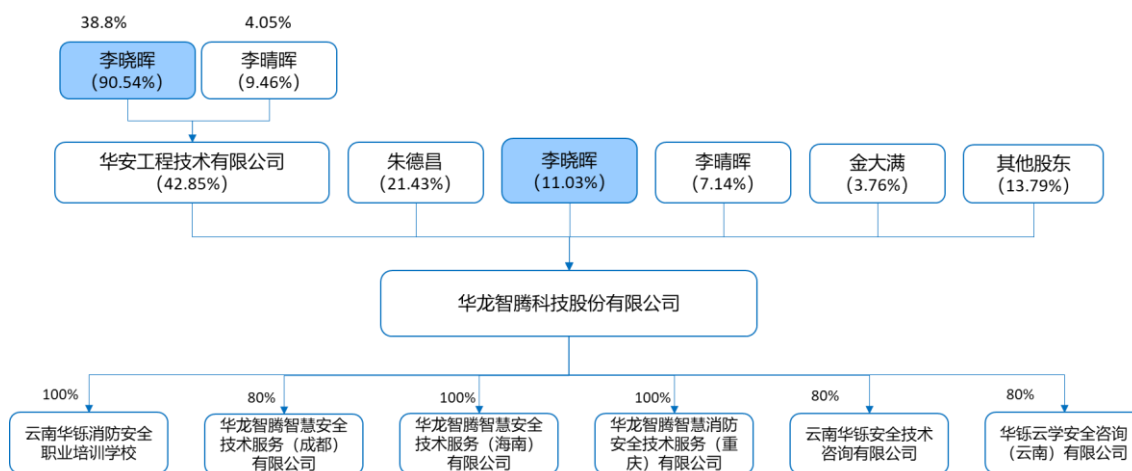 38.8%
4.05%
李晓晖
（90.54%）
李晴晖
（9.46%）
华安工程技术有限公司
（42.85%）
朱德昌
（21.43%）
李晓晖
（11.03%）
李晴晖
（7.14%）
金大满
（3.76%）
其他股东
（13.79%）
华龙智腾科技股份有限公司
100%
80%
100%
100%
80%
80%
云南华铄消防安全
职业培训学校
华龙智腾智慧安全
技术服务（成都）
有限公司
华龙智腾智慧安全
技术服务（海南）
有限公司
华龙智腾智慧消防
安全技术服务（重
庆）有限公司
云南华铄安全技术
咨询有限公司
华铄云学安全咨询
（云南）有限公司